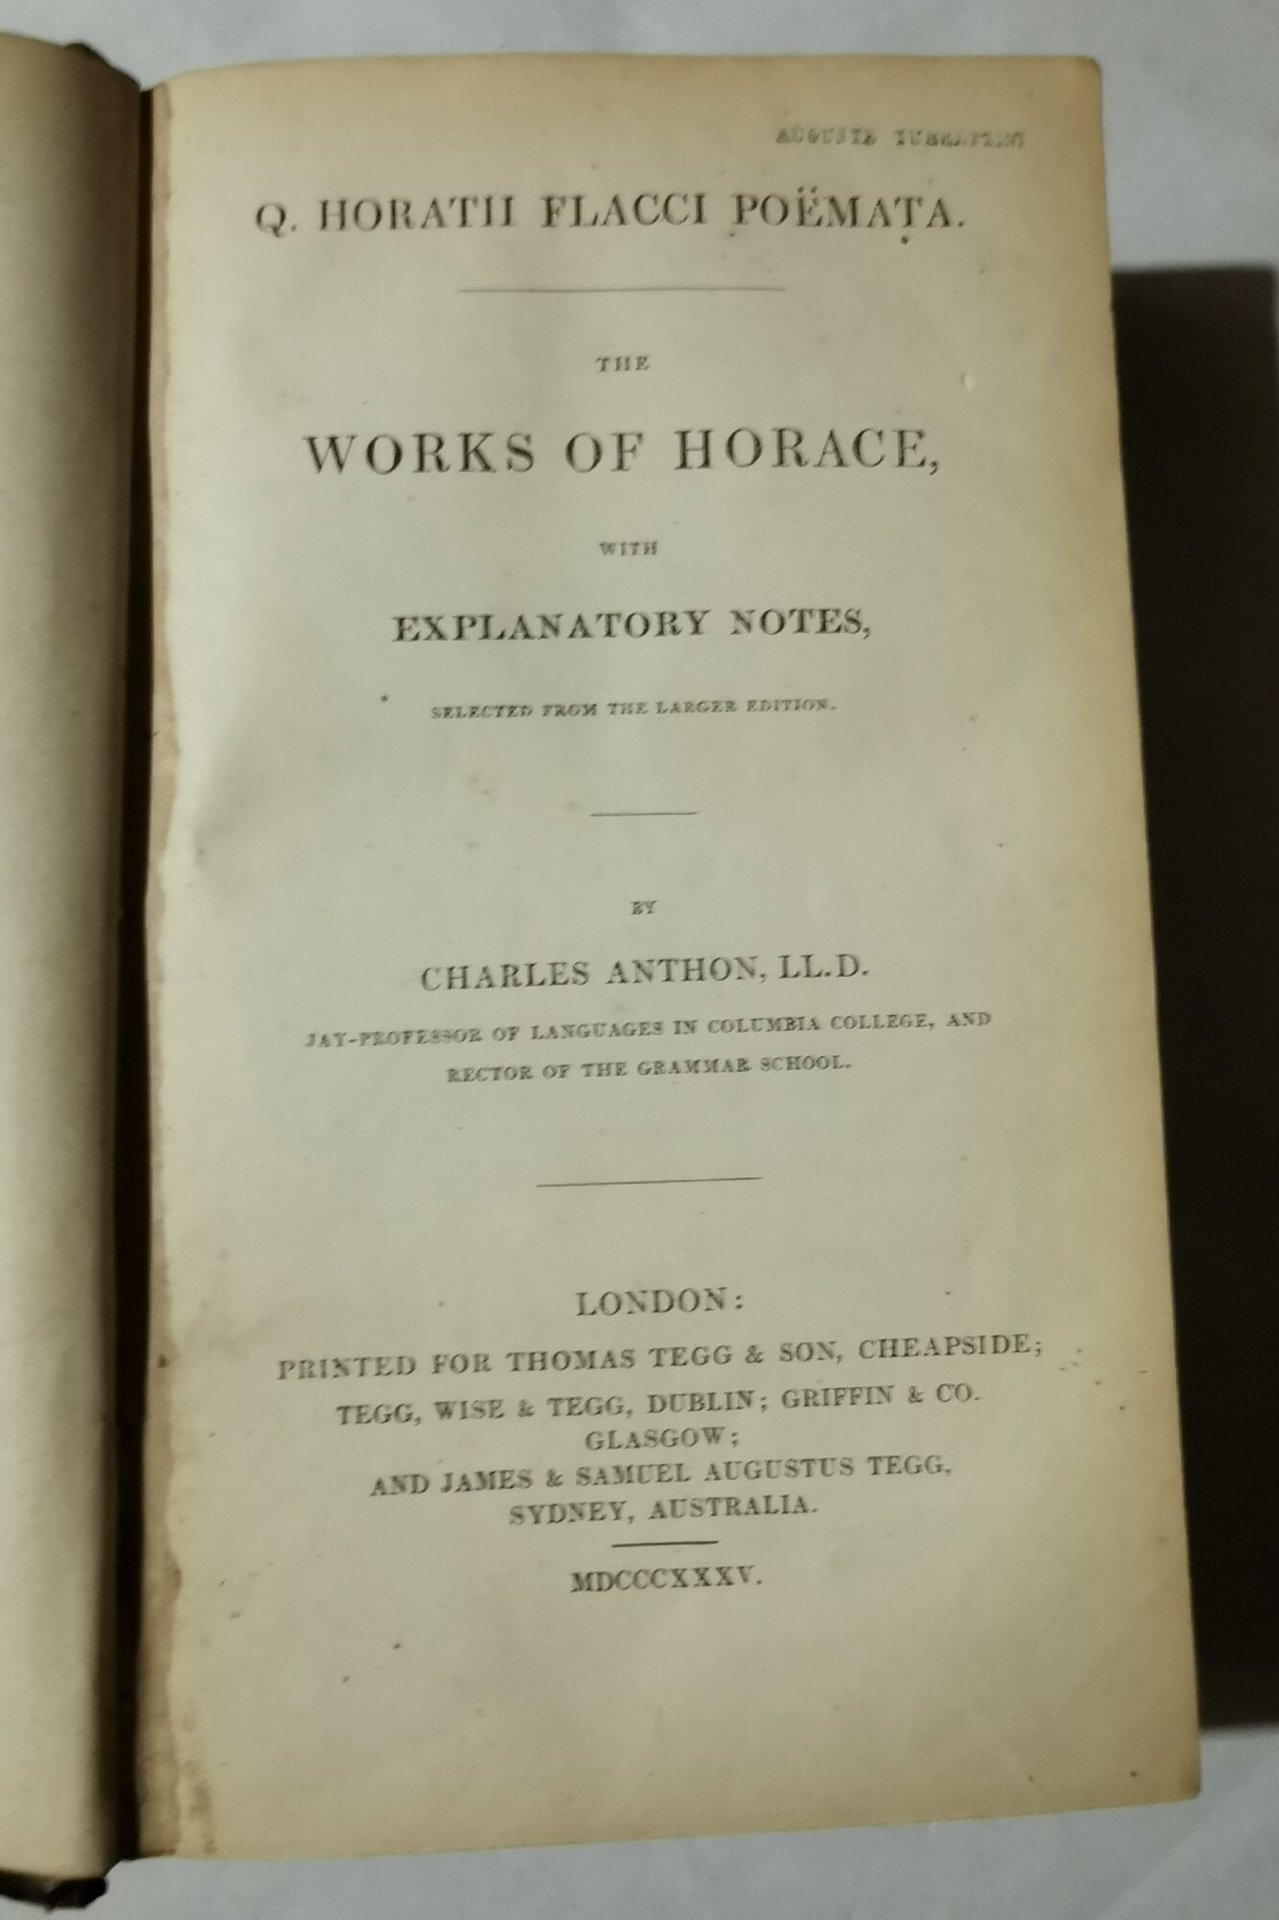 AUGUSTE
Q. HORATII FLACCI POËMATA.
THE
WORKS OF HORACE,
WITH
EXPLANATORY NOTES,
SELECTED FROM THE LARGER EDITION.
BY
CHARLES ANTHON, LL.D.
JAY-PROFESSOR OF LANGUAGES IN COLUMBIA COLLEGE, AND
RECTOR OF THE GRAMMAR SCHOOL.
LONDON:
PRINTED FOR THOMAS TEGG & SON, CHEAPSIDE;
TEGG, WISE & TEGG, DUBLIN; GRIFFIN & CO.
GLASGOW;
AND JAMES & SAMUEL AUGUSTUS TEGG,
SYDNEY, AUSTRALIA.
MDCCCXXXV.